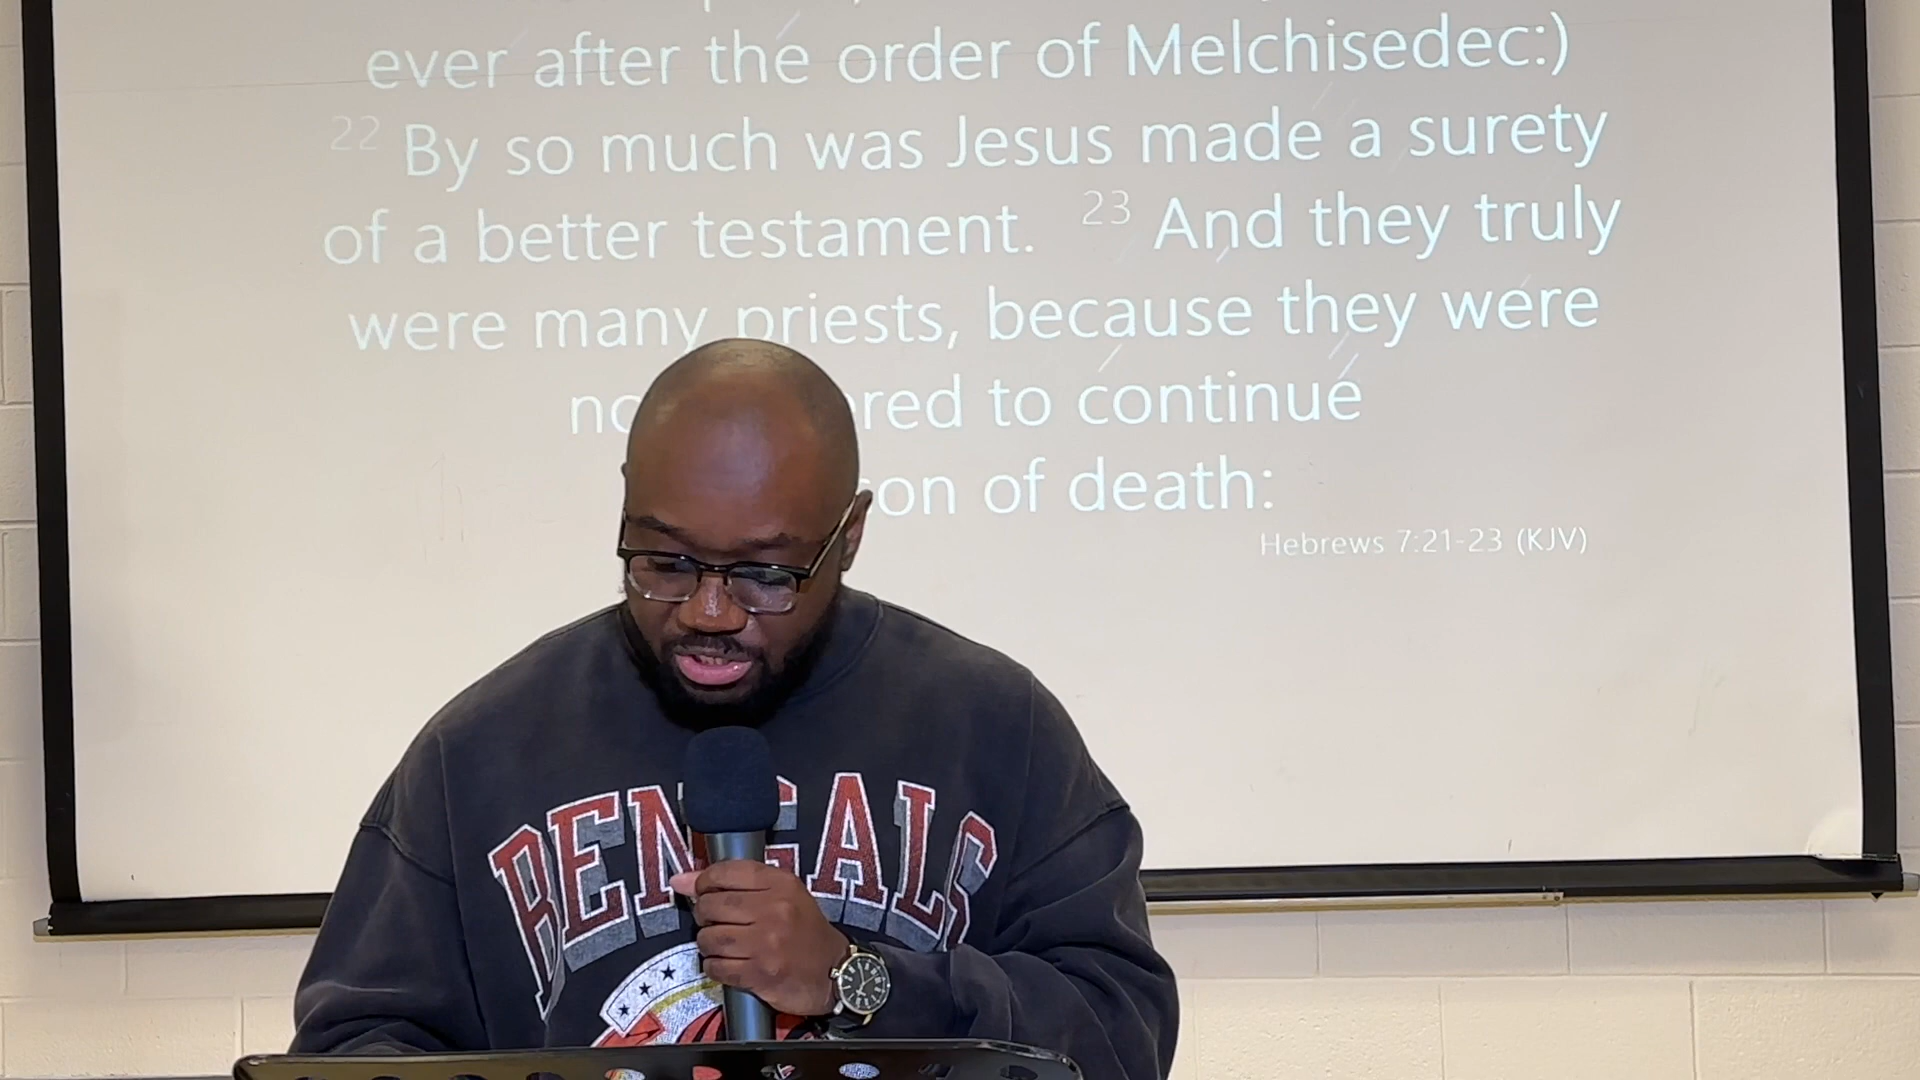 ever after the order of Melchisedec:)
22 By so much was Jesus made a surety
of a better testament. 23 And they truly
were many priests, because they were
to continue
of death:
Hebrews 7:21-23 (KJV)
BENGALS